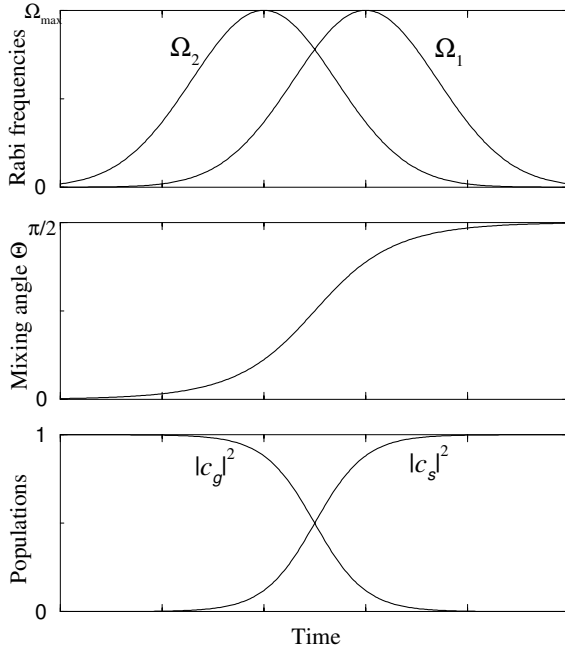 Ω_max
Ω_2
Ω_1
Rabi frequencies
0
π/2
Mixing angle Θ
0
1
|c_g|^2
|c_s|^2
Populations
0
Time